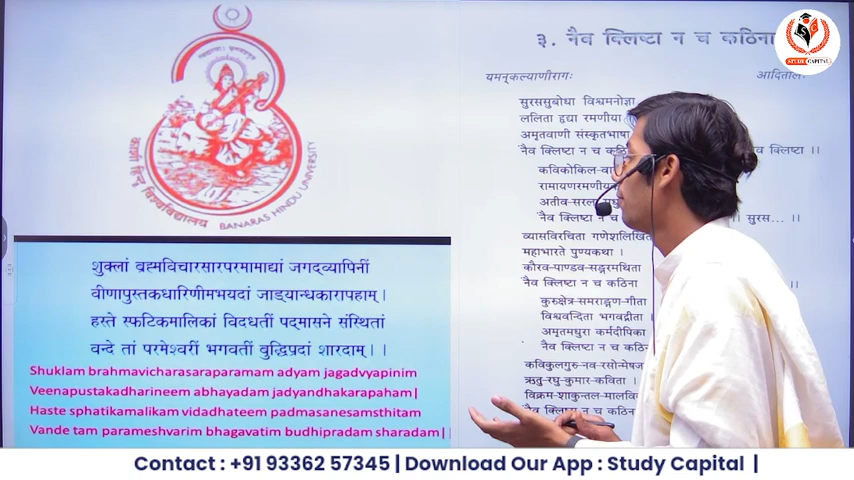 काशी हिन्दू विश्वविद्यालय
BANARAS HINDU UNIVERSITY
शुक्लां ब्रह्मविचारसारपरमामाद्यां जगद्व्यापिनीं
वीणापुस्तकधारिणीमभयदां जाड्यान्धकारापहाम् |
हस्ते स्फटिकमालिकां विदधतीं पद्मासने संस्थितां
वन्दे तां परमेश्वरीं भगवतीं बुद्धिप्रदां शारदाम् | |
Shuklam brahmavicharasaraparamam adyam jagadvyapinim
Veenapustakadharineem abhayadam jadyandhakarapaham|
Haste sphatikamalikam vidadhateem padmasanesamsthitam
Vande tam parameshvarim bhagavatim budhipradam sharadam| |
३. नैव क्लिष्टा न च कठिना
STUDY CAPITAL
यमन्‌कल्याणीरागः आदितालः
सुरससुबोधा विश्वमनोज्ञा
ललिता हृद्या रमणीया
अमृतवाणी संस्कृतभाषा
नैव क्लिष्टा न च क क्लिष्टा ।।
कविकोकिल
रामायणरमणीय
अतीव-सरल
नैव क्लिष्टा न च ।। सुरस... ।।
व्यासविरचिता गणेशलिखिता
महाभारते पुण्यकथा ।
कौरव-पाण्डव-सङ्गरमथिता
नैव क्लिष्टा न च कठिना
कुरुक्षेत्र-समराङ्गण-गीता
विश्ववन्दिता भगवद्गीता ।
अमृतमधुरा कर्मदीपिका
नैव क्लिष्टा न च कठि
कविकुलगुरु-नव-रसोन्मेषज
ऋतु-रघु-कुमार-कविता ।
विक्रम-शाकुन्तल-मालवि
नैव क्लिष्टा न च कठिन
Contact : +91 93362 57345 | Download Our App : Study Capital |